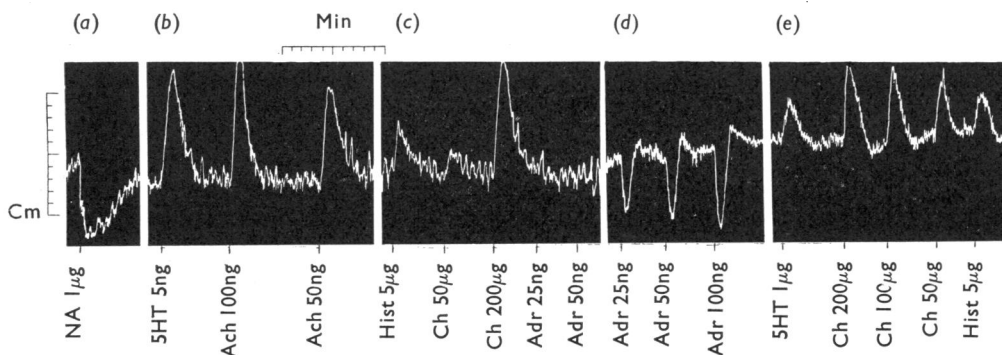 (a) (b) Min (c) (d) (e)
Cm
NA 1µg
5HT 5ng
Ach 100ng
Ach 50ng
Hist 5µg
Ch 50µg
Ch 200µg
Adr 25ng
Adr 50ng
Adr 25ng
Adr 50ng
Adr 100ng
5HT 1µg
Ch 200µg
Ch 100µg
Ch 50µg
Hist 5µg